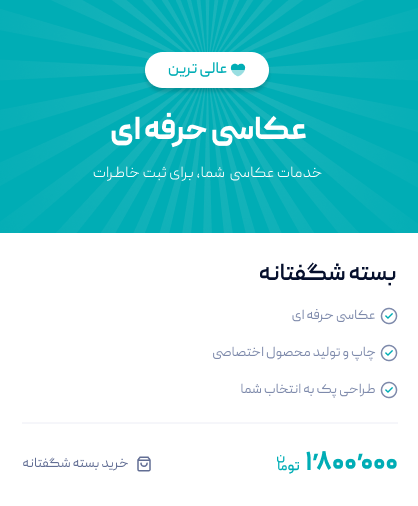 عالی ترین
عکاسی حرفه ای
خدمات عکاسی شما، برای ثبت خاطرات
بسته شگفتانه
عکاسی حرفه ای
چاپ و تولید محصول اختصاصی
طراحی پک به انتخاب شما
۱٬۸۰۰٬۰۰۰ تومان
خرید بسته شگفتانه